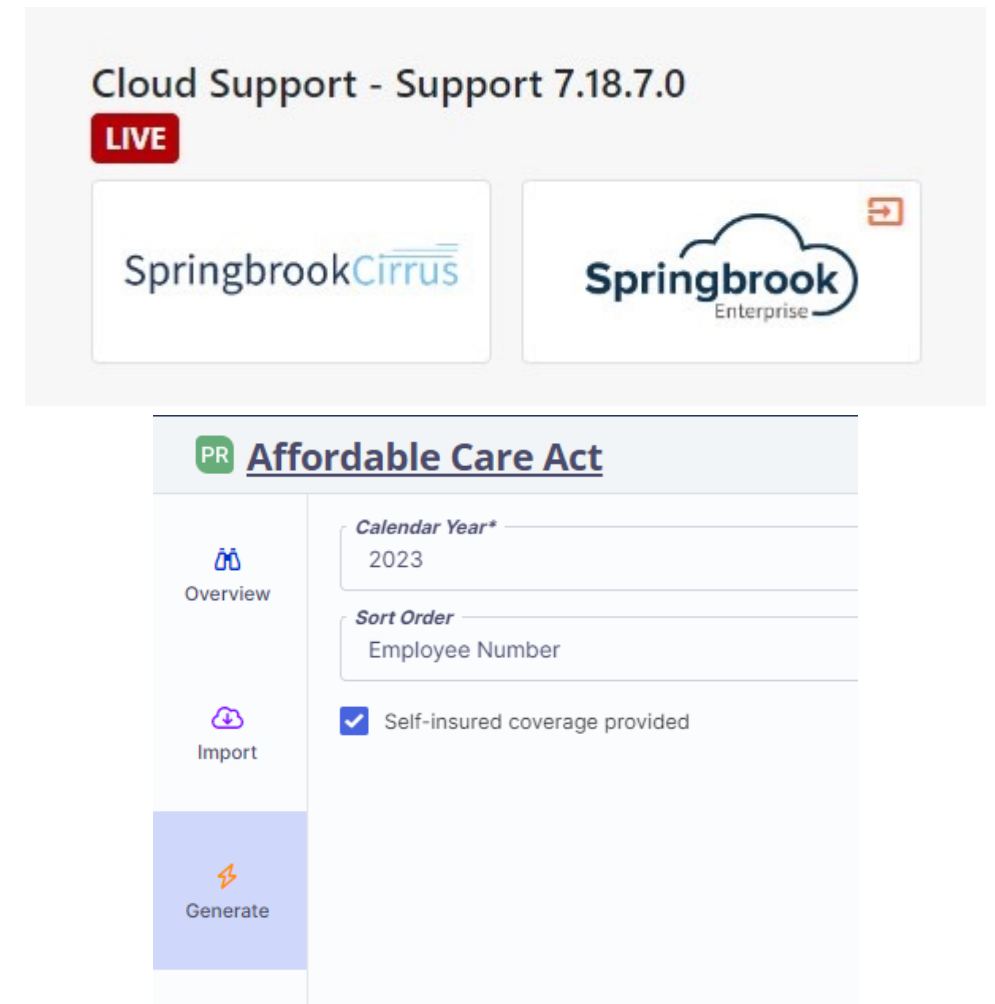 Cloud Support - Support 7.18.7.0
LIVE
SpringbrookCirrus
Springbrook
Enterprise
PR Affordable Care Act
Calendar Year*
2023
Overview
Sort Order
Employee Number
Import
Self-insured coverage provided
Generate